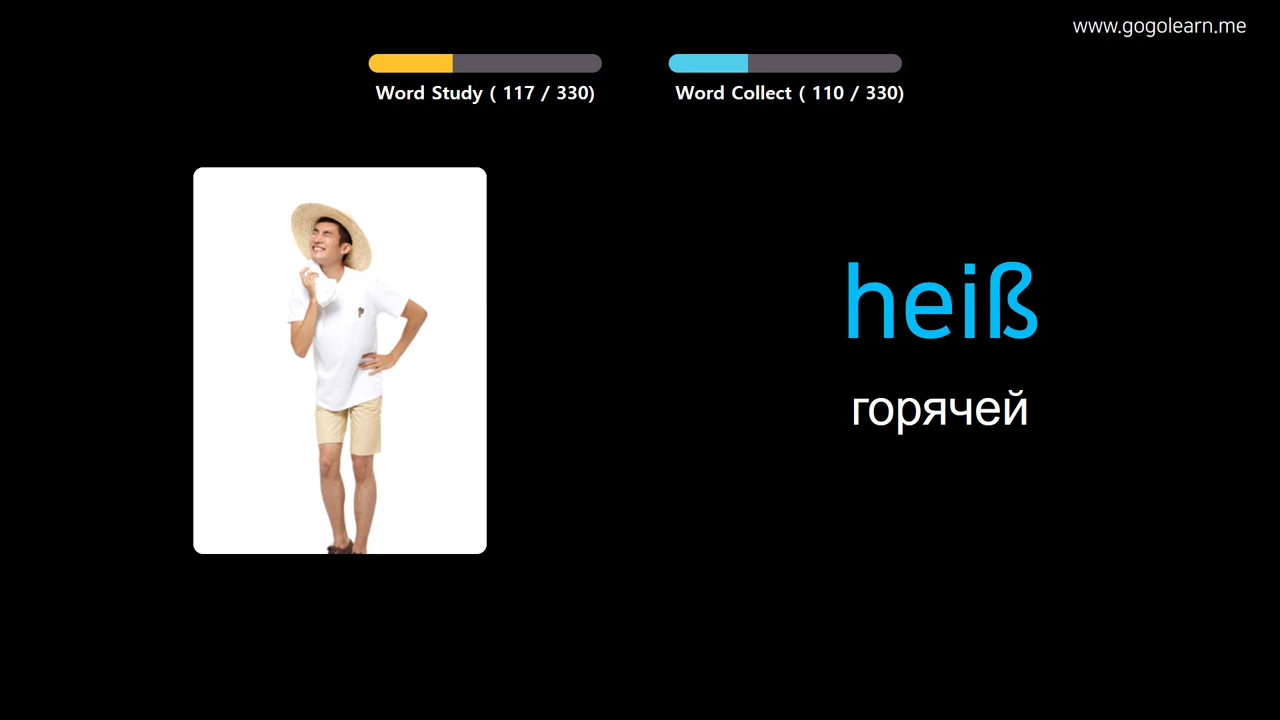 www.gogolearn.me
Word Study ( 117 / 330)
Word Collect ( 110 / 330)
heiß
горячей